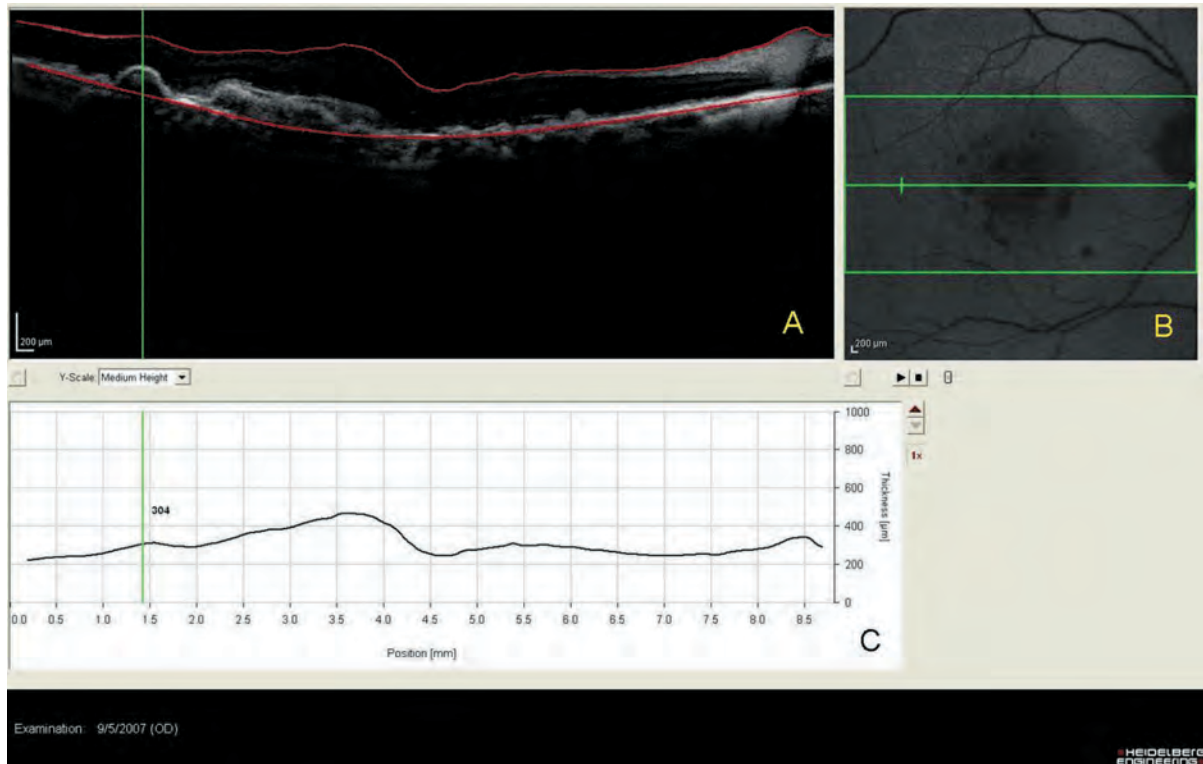 A
200 µm
B
200 µm
Y-Scale: Medium Height
1000
800
600
400
200
0
Thickness [µm]
1x
304
0.0 0.5 1.0 1.5 2.0 2.5 3.0 3.5 4.0 4.5 5.0 5.5 6.0 6.5 7.0 7.5 8.0 8.5
Position [mm]
C
Examination: 9/5/2007 (OD)
HEIDELBERG
ENGINEERING